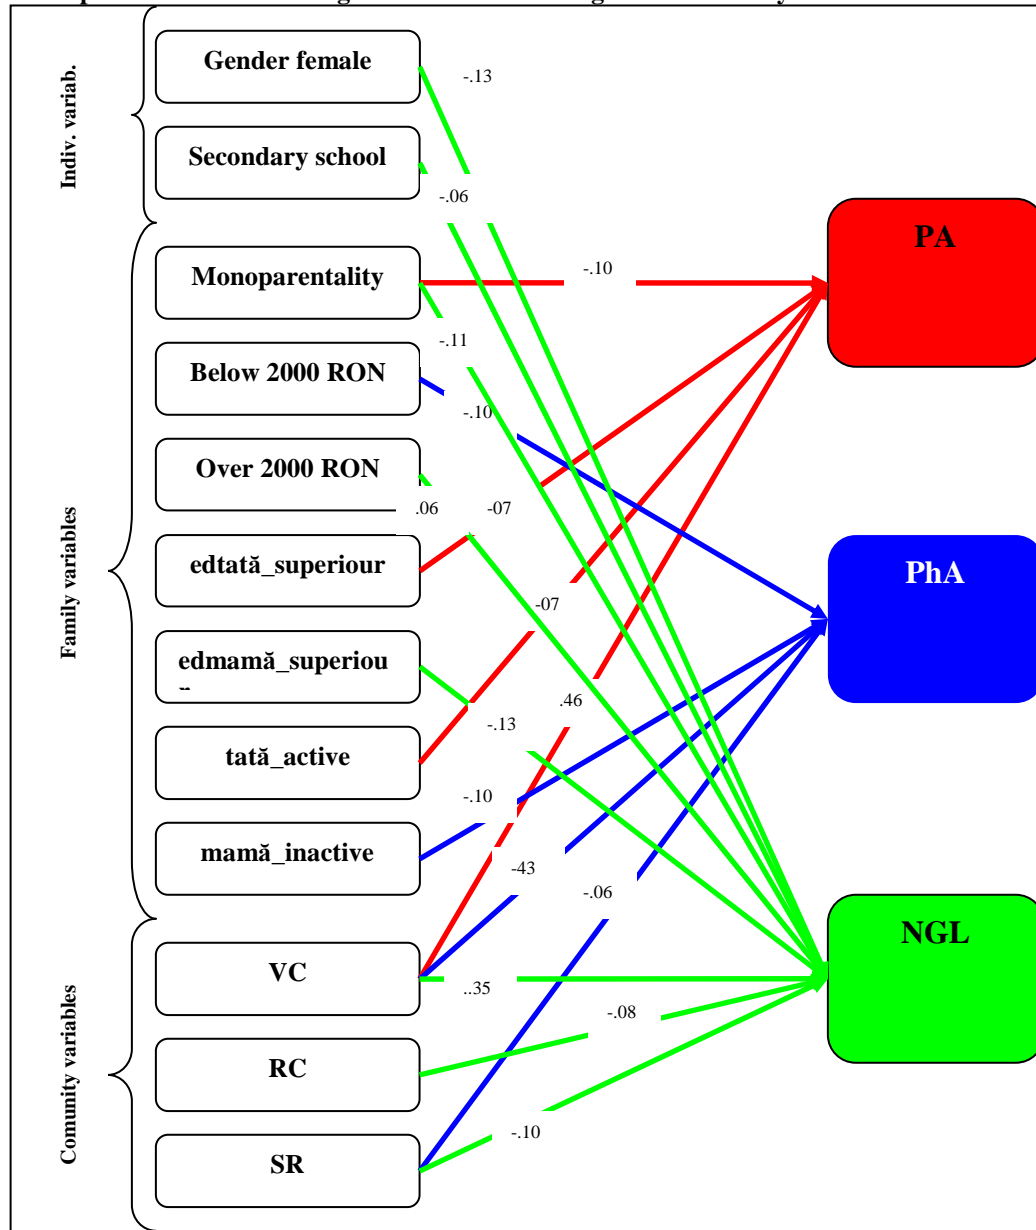 Indiv. variab.
Gender female
-.13
Secondary school
-.06
PA
Monoparentality
-.10
-.11
Below 2000 RON
-.10
Over 2000 RON
.06
-07
Family variables
edtată_superiour
PhA
-07
edmamă_superiou
.46
-.13
tată_active
-.10
mamă_inactive
-43
-.06
NGL
VC
..35
-.08
Comunity variables
RC
-.10
SR